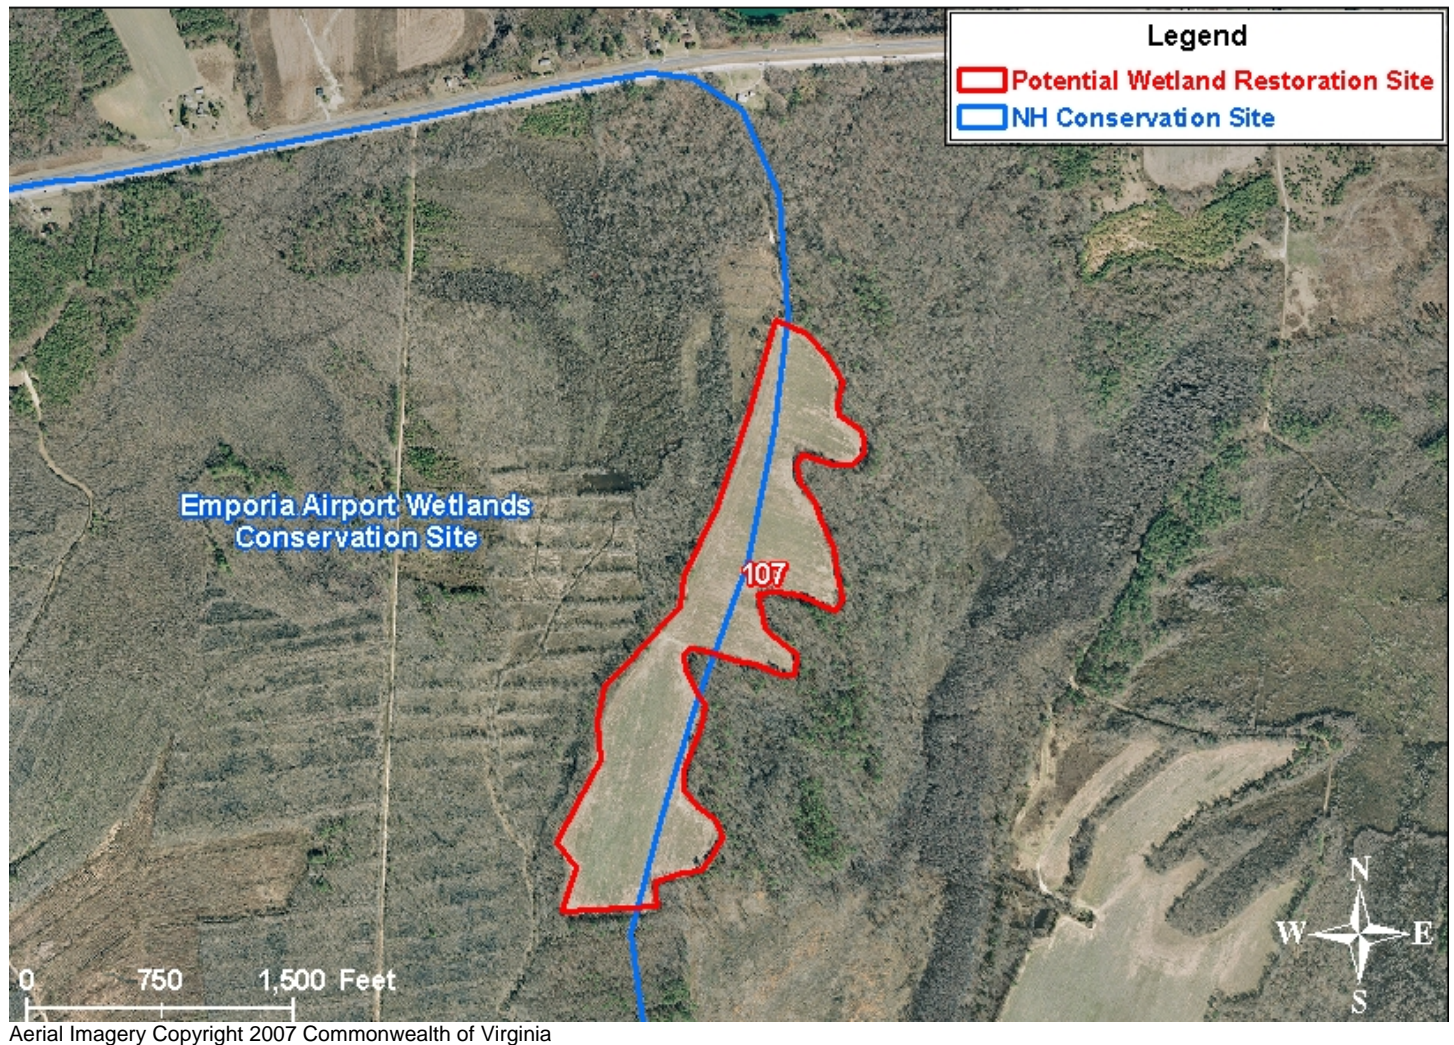 Legend
Potential Wetland Restoration Site
NH Conservation Site
Emporia Airport Wetlands
Conservation Site
107
N
W E
S
0 750 1,500 Feet
Aerial Imagery Copyright 2007 Commonwealth of Virginia